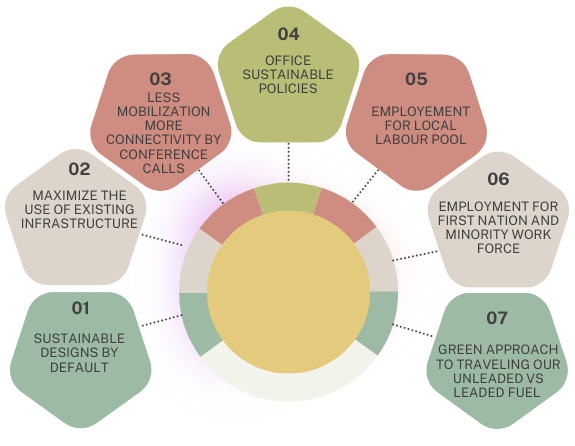 01
SUSTAINABLE
DESIGNS BY
DEFAULT
02
MAXIMIZE THE
USE OF EXISTING
INFRASTRUCTURE
03
LESS
MOBILIZATION
MORE
CONNECTIVITY BY
CONFERENCE
CALLS
04
OFFICE
SUSTAINABLE
POLICIES
05
EMPLOYEMENT
FOR LOCAL
LABOUR POOL
06
EMPLOYMENT FOR
FIRST NATION AND
MINORITY WORK
FORCE
07
GREEN APPROACH
TO TRAVELING OUR
UNLEADED VS
LEADED FUEL